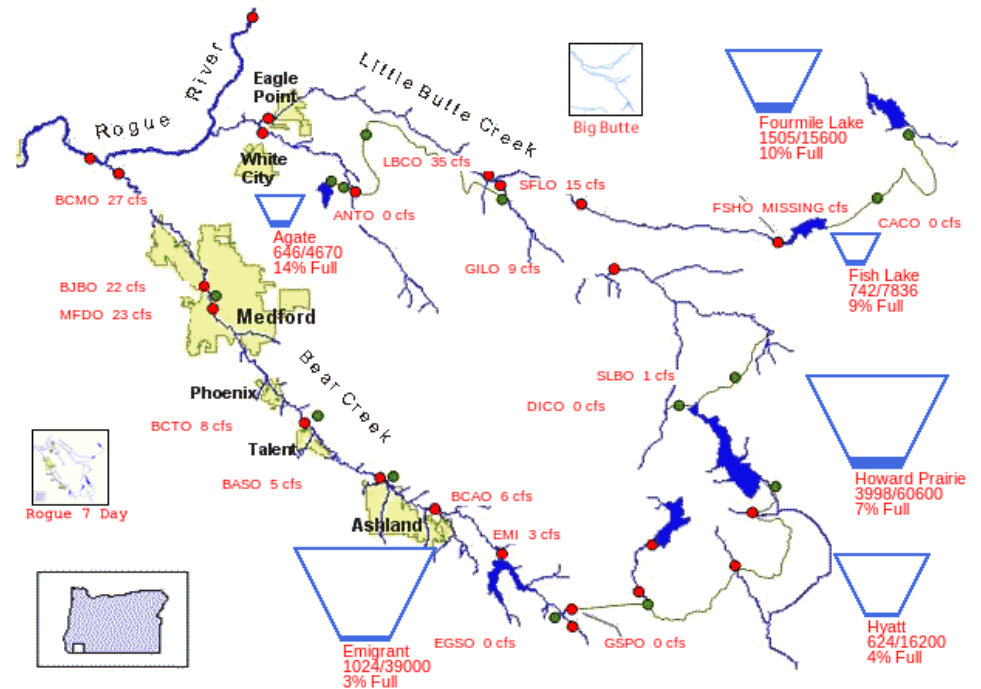 Rogue River
Eagle
Point
Little Butte Creek
Big Butte
Fourmile Lake
1505/15600
10% Full
White
City
LBCO 35 cfs
SFLO 15 cfs
BCMO 27 cfs
ANTO 0 cfs
FSHO MISSING cfs
CACO 0 cfs
Agate
646/4670
14% Full
GILO 9 cfs
Fish Lake
742/7836
9% Full
BJBO 22 cfs
MFDO 23 cfs
Medford
Bear Creek
SLBO 1 cfs
Phoenix
DICO 0 cfs
BCTO 8 cfs
Talent
Howard Prairie
3998/60600
7% Full
BASO 5 cfs
BCAO 6 cfs
Rogue 7 Day
Ashland
EMI 3 cfs
EGSO 0 cfs
GSPO 0 cfs
Emigrant
1024/39000
3% Full
Hyatt
624/16200
4% Full